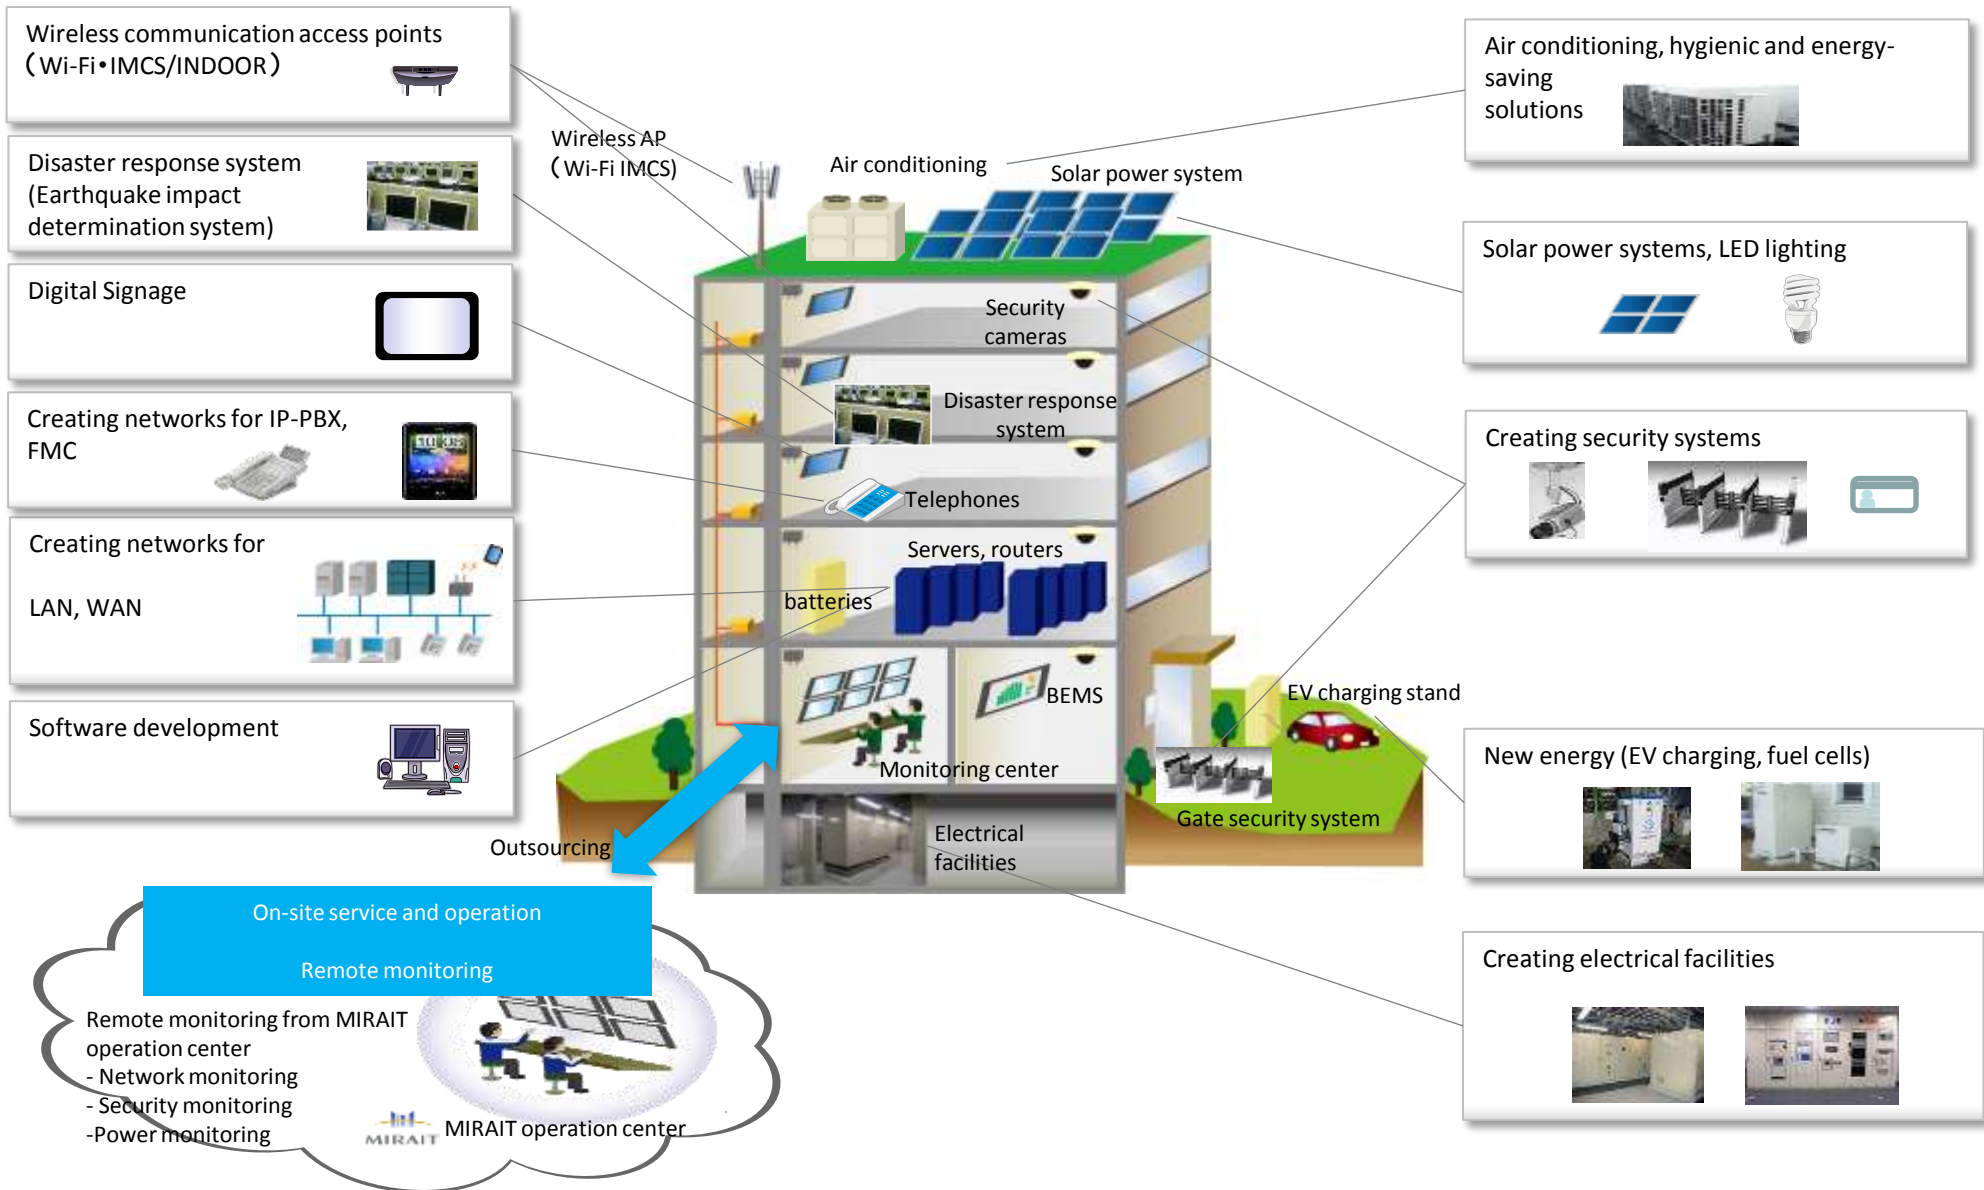 Wireless communication access points
（Wi-Fi•IMCS/INDOOR）
Disaster response system
(Earthquake impact
determination system)
Digital Signage
Creating networks for IP-PBX,
FMC
Creating networks for
LAN, WAN
Software development
Wireless AP
（Wi-Fi IMCS)
Air conditioning
Solar power system
Security
cameras
Disaster response
system
Telephones
Servers, routers
batteries
BEMS
Monitoring center
Electrical
facilities
EV charging stand
Gate security system
Outsourcing
On-site service and operation
Remote monitoring
Remote monitoring from MIRAIT
operation center
- Network monitoring
- Security monitoring
-Power monitoring
MIRAIT
MIRAIT operation center
Air conditioning, hygienic and energy-
saving
solutions
Solar power systems, LED lighting
Creating security systems
New energy (EV charging, fuel cells)
Creating electrical facilities